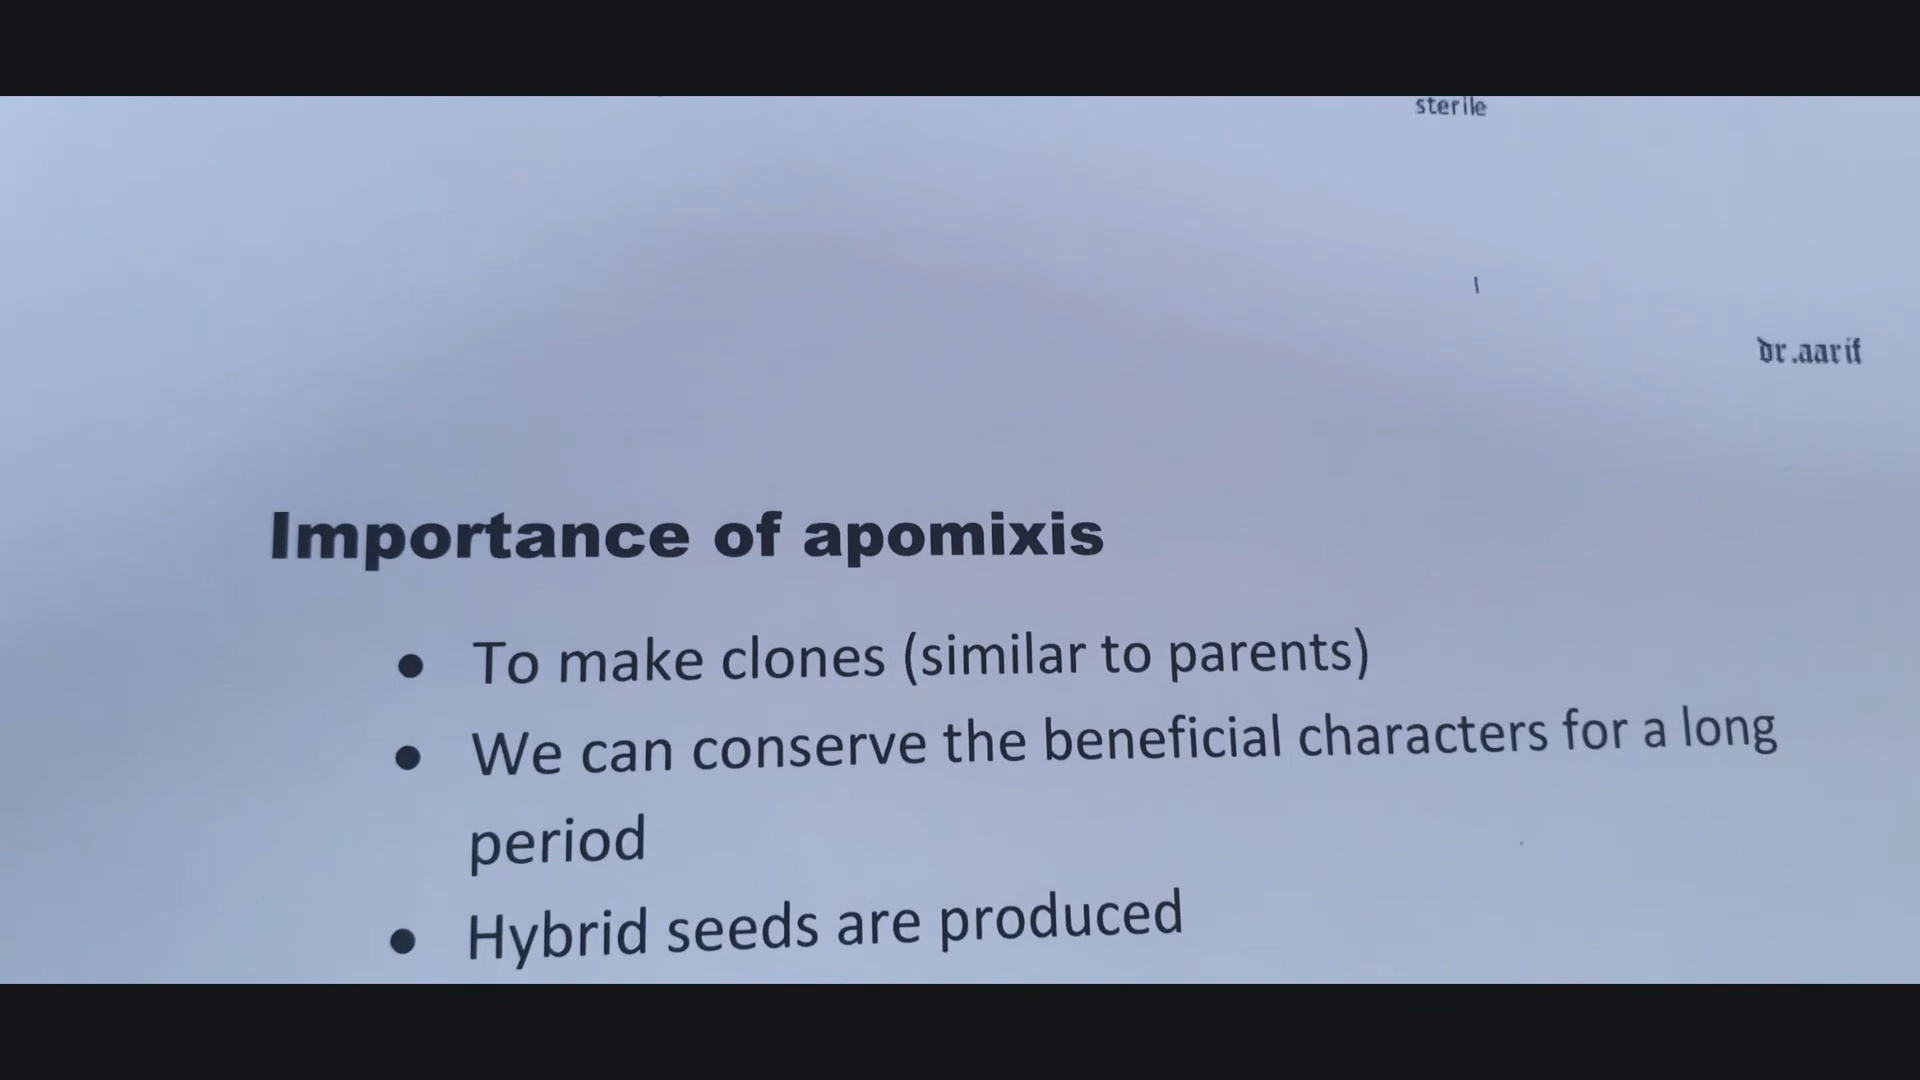 sterile
dr.aarif
Importance of apomixis
● To make clones (similar to parents)
● We can conserve the beneficial characters for a long
period
● Hybrid seeds are produced